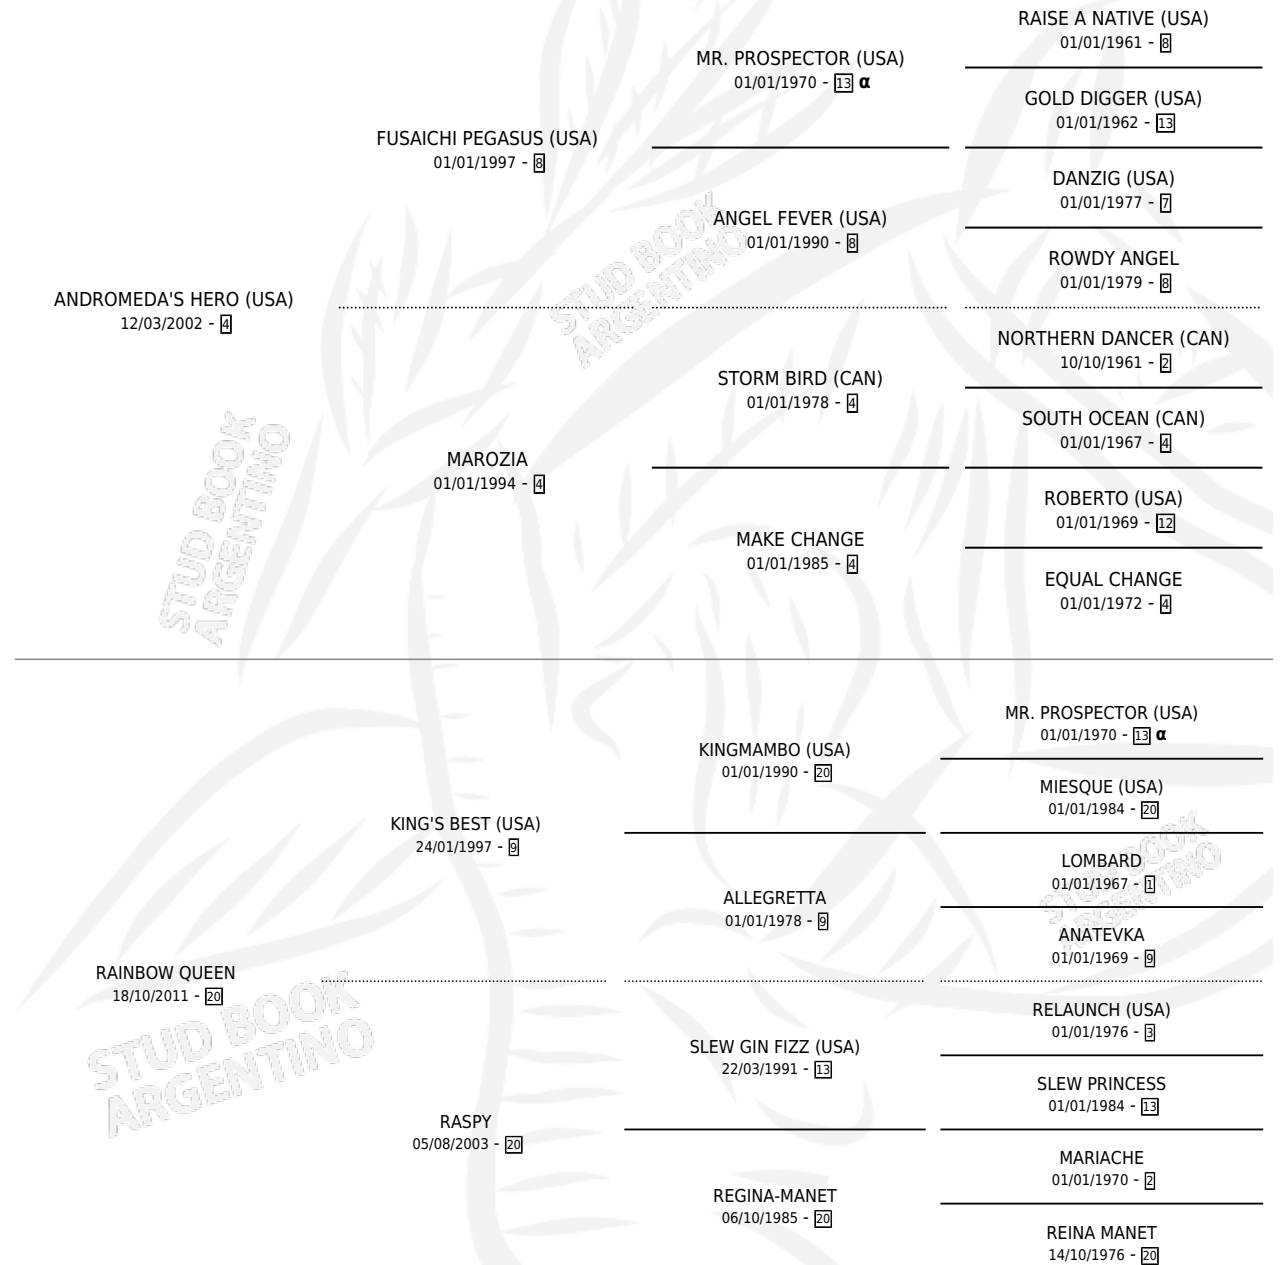 RAISE A NATIVE (USA)
01/01/1961 - 8
MR. PROSPECTOR (USA)
01/01/1970 - 13 α
GOLD DIGGER (USA)
01/01/1962 - 13
FUSAICHI PEGASUS (USA)
01/01/1997 - 8
DANZIG (USA)
01/01/1977 - 7
ANGEL FEVER (USA)
01/01/1990 - 8
ROWDY ANGEL
01/01/1979 - 8
ANDROMEDA'S HERO (USA)
12/03/2002 - 4
STUD BOOK
ARGENTINO
NORTHERN DANCER (CAN)
10/10/1961 - 2
STORM BIRD (CAN)
01/01/1978 - 4
SOUTH OCEAN (CAN)
01/01/1967 - 4
MAROZIA
01/01/1994 - 4
STUD BOOK
ARGENTINO
ROBERTO (USA)
01/01/1969 - 12
MAKE CHANGE
01/01/1985 - 4
EQUAL CHANGE
01/01/1972 - 4
MR. PROSPECTOR (USA)
01/01/1970 - 13 α
KINGMAMBO (USA)
01/01/1990 - 20
MIESQUE (USA)
01/01/1984 - 20
KING'S BEST (USA)
24/01/1997 - 9
LOMBARD
01/01/1967 - 1
STUD BOOK
ARGENTINO
ALLEGRETTA
01/01/1978 - 9
ANATEVKA
01/01/1969 - 9
RAINBOW QUEEN
18/10/2011 - 20
STUD BOOK
ARGENTINO
RELAUNCH (USA)
01/01/1976 - 3
SLEW GIN FIZZ (USA)
22/03/1991 - 13
SLEW PRINCESS
01/01/1984 - 13
RASPY
05/08/2003 - 20
MARIACHE
01/01/1970 - 2
REGINA-MANET
06/10/1985 - 20
REINA MANET
14/10/1976 - 20